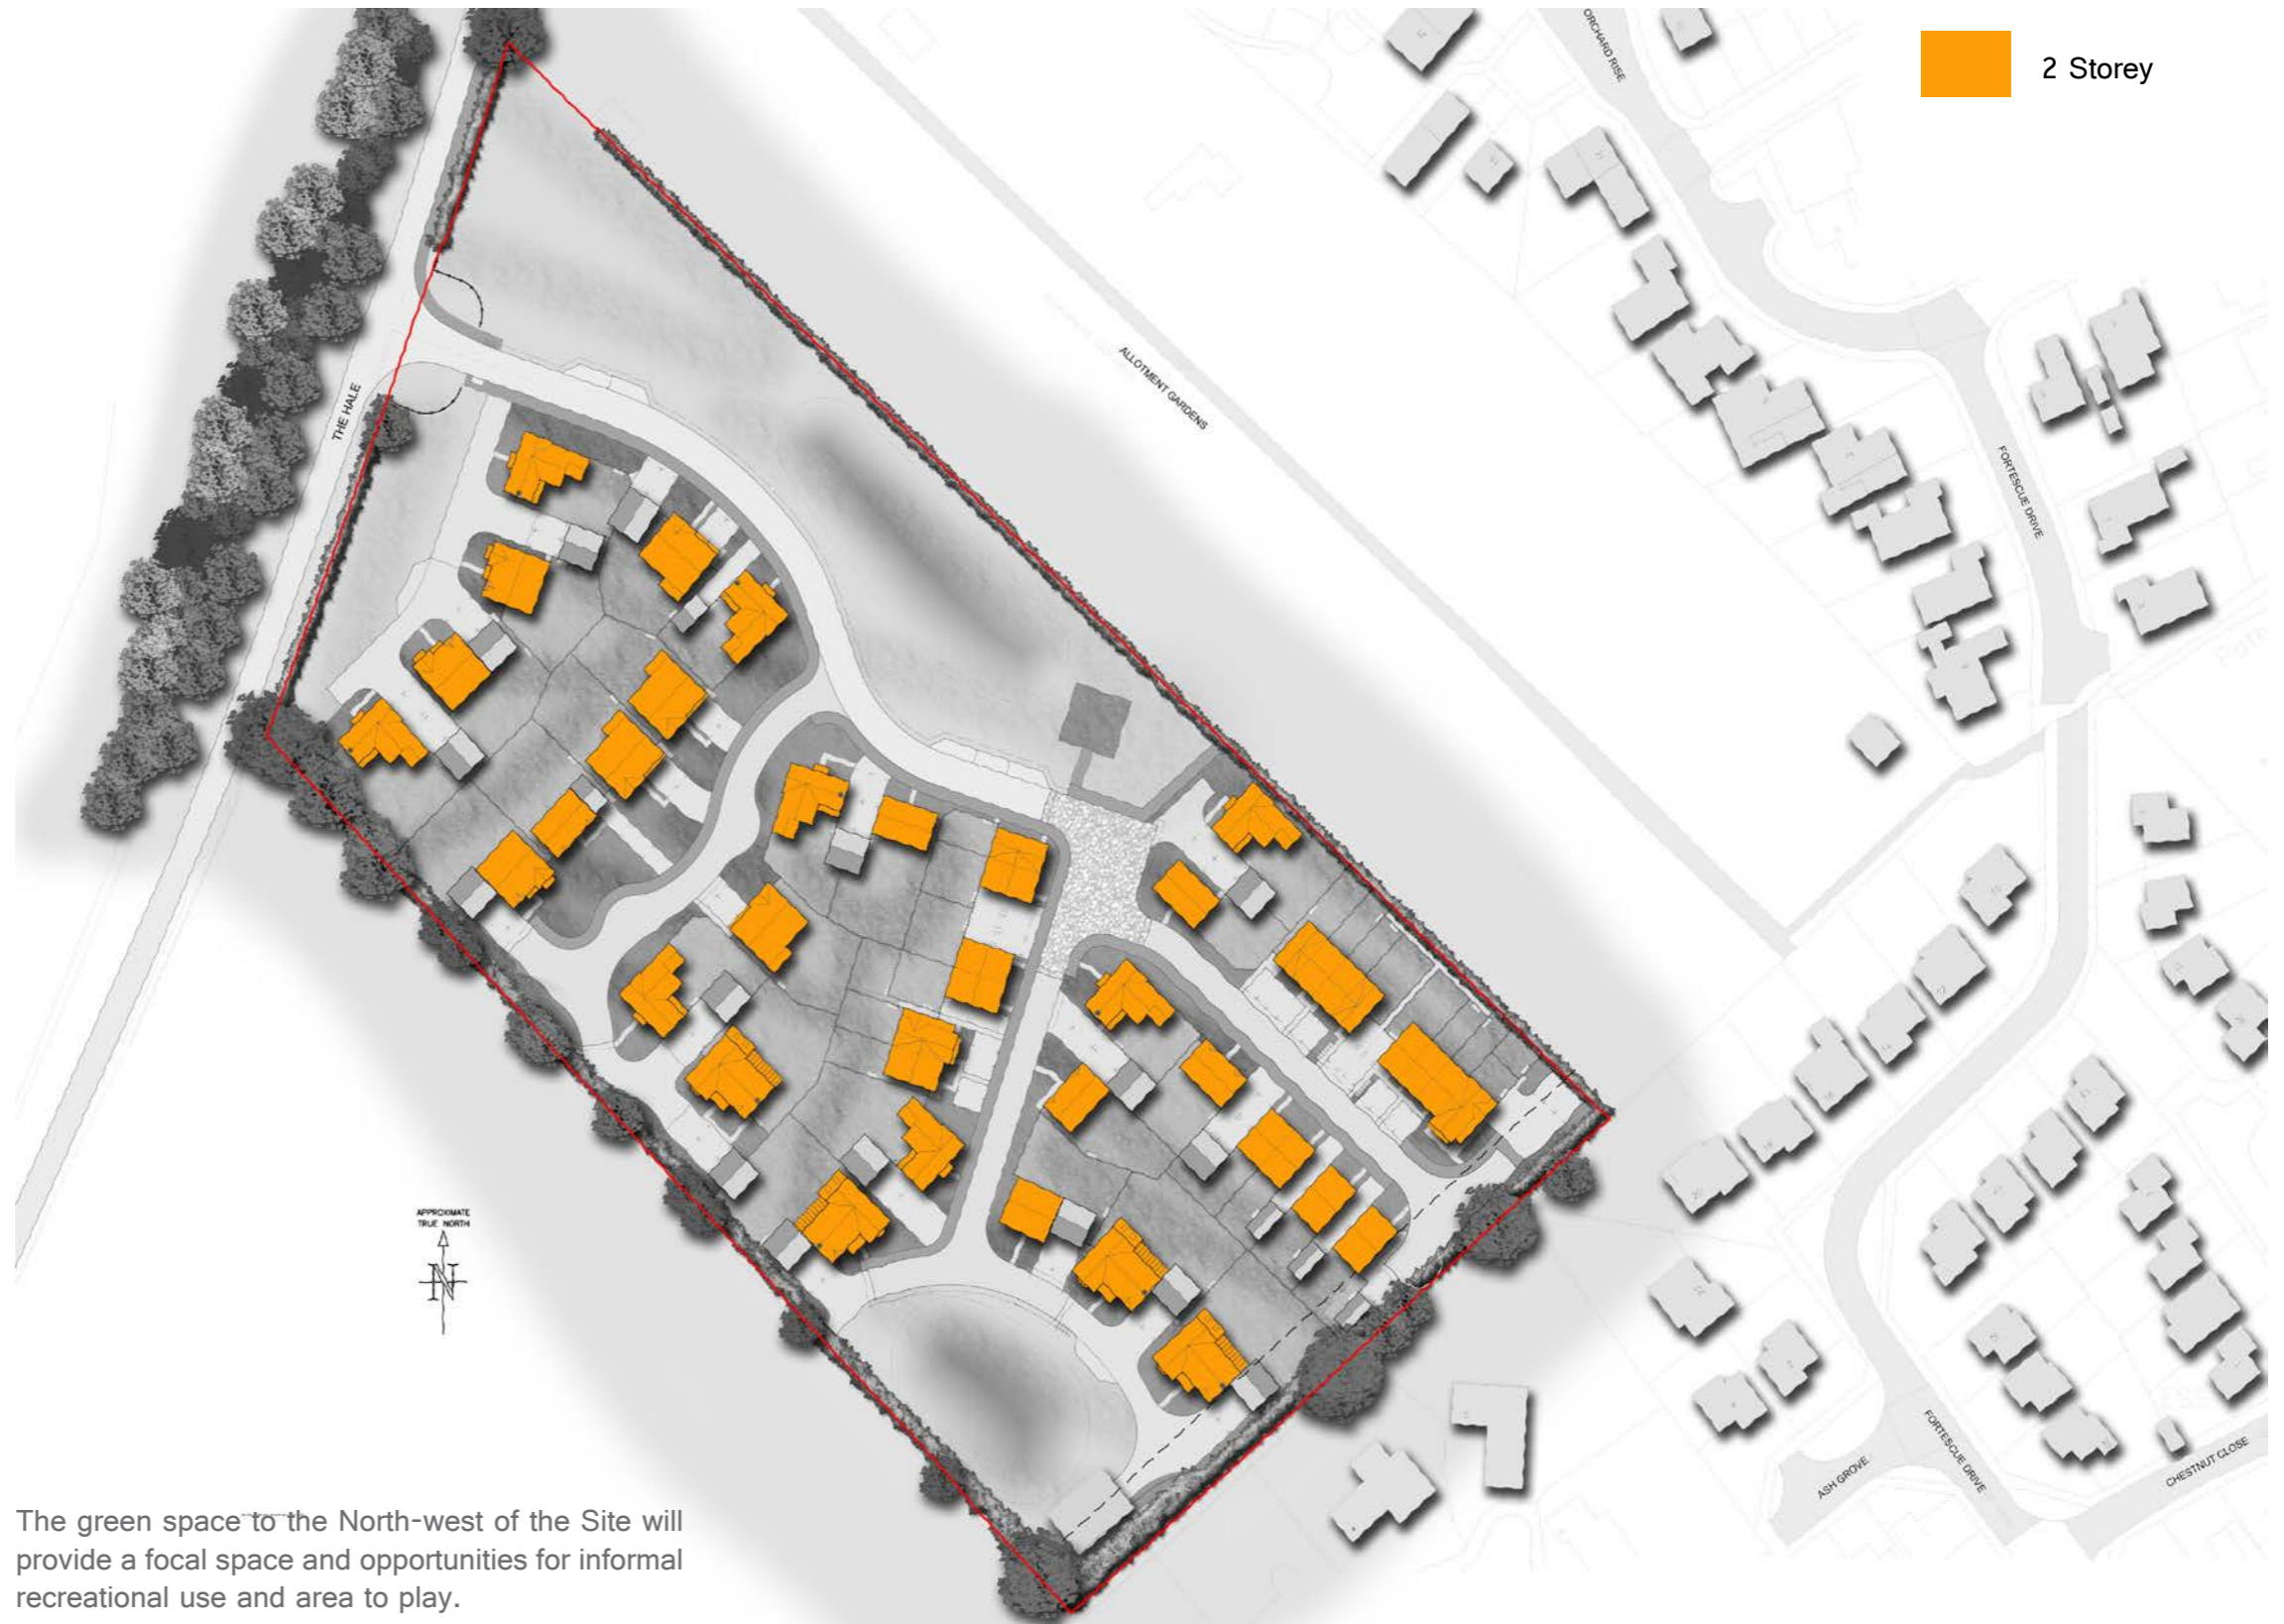 2 Storey
ORCHARD RISE
THE HALE
ALLOTMENT GARDENS
FORTESCUE DRIVE
APPROXIMATE
TRUE NORTH
N
ASH GROVE
FORTESCUE DRIVE
CHESTNUT CLOSE
The green space to the North-west of the Site will
provide a focal space and opportunities for informal
recreational use and area to play.